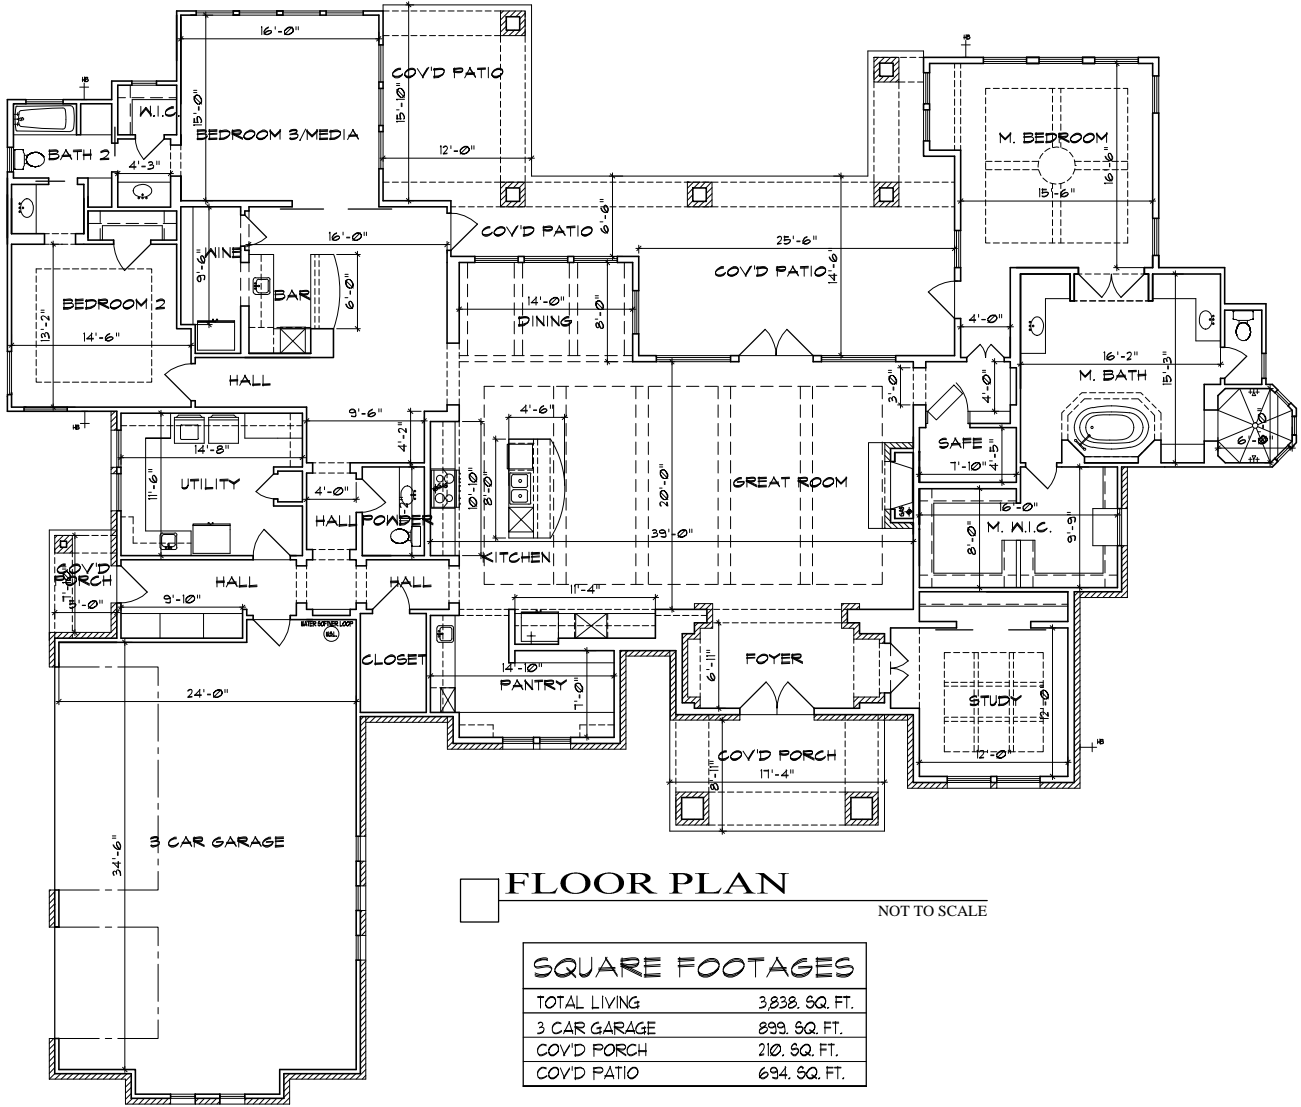 HB
HB
16'-0"
COV'D PATIO
15'-0"
15'-10"
W.I.C.
BEDROOM 3/MEDIA
M. BEDROOM
BATH 2
12'-0"
4'-3"
16'-6"
15'-6"
6'-6"
COV'D PATIO
16'-0"
25'-6"
WINE
9'-6"
COV'D PATIO
14'-6"
6'-0"
BAR
BEDROOM 2
14'-0"
8'-0"
DINING
13'-2"
14'-6"
4'-0"
16'-2"
15'-3"
M. BATH
HALL
3'-0"
4'-0"
9'-6"
4'-6"
4'-2"
HB
14'-8"
SAFE
4'-5"
7'-10"
11'-6"
UTILITY
4'-0"
10'-10"
8'-0"
20'-0"
GREAT ROOM
HALL
POWDER
39'-0"
16'-0"
M. W.I.C.
8'-0"
9'-9"
KITCHEN
COV'D
PORCH
HALL
HALL
5'-0"
9'-10"
11'-4"
WATER SOFTNER LOOP
CLOSET
14'-10"
PANTRY
7'-0"
FOYER
6'-11"
24'-0"
STUDY
12'-0"
12'-0"
HB
COV'D PORCH
17'-4"
8'-11"
3 CAR GARAGE
34'-6"
FLOOR PLAN
NOT TO SCALE
SQUARE FOOTAGES
TOTAL LIVING 3,838. SQ. FT.
3 CAR GARAGE 899. SQ. FT.
COV'D PORCH 210. SQ. FT.
COV'D PATIO 694. SQ. FT.